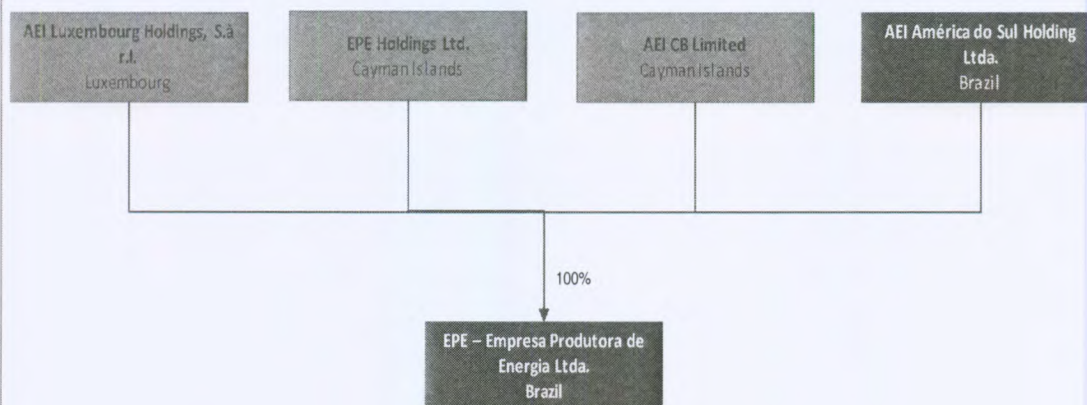 AEI Luxembourg Holdings, S.à
r.l.
Luxembourg
EPE Holdings Ltd.
Cayman Islands
AEI CB Limited
Cayman Islands
AEI América do Sul Holding
Ltda.
Brazil
100%
EPE – Empresa Produtora de
Energia Ltda.
Brazil